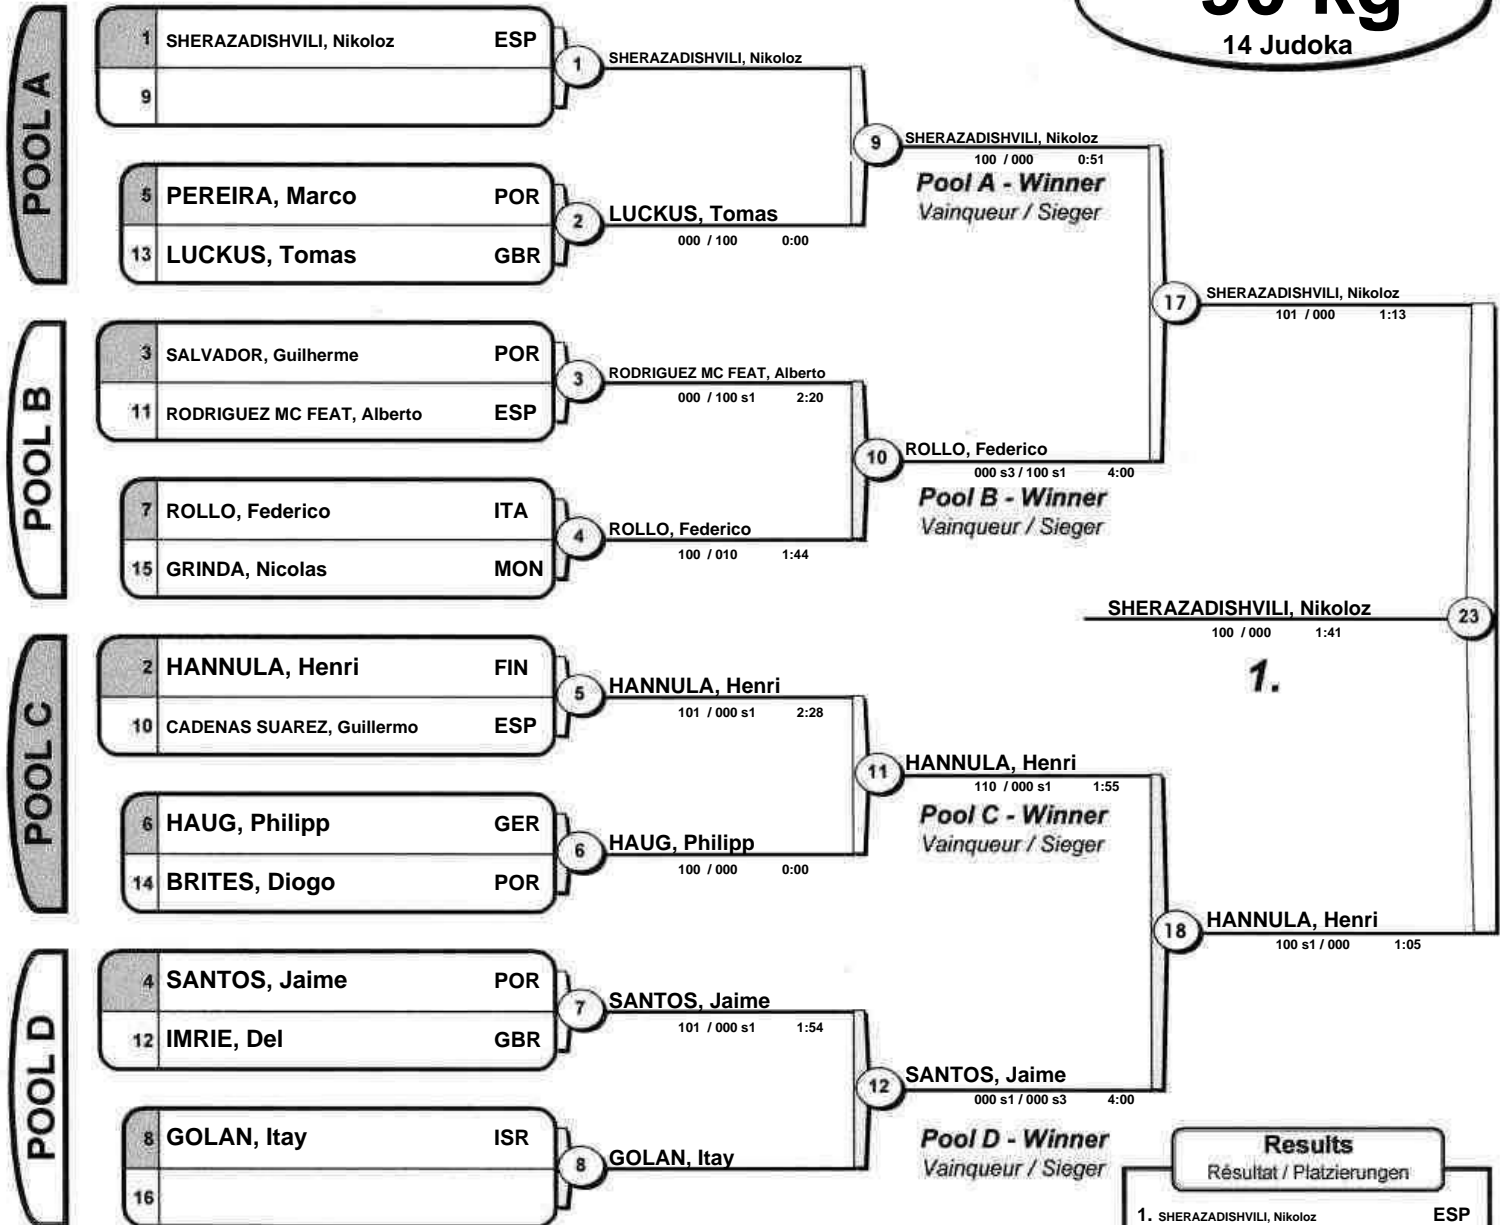 90 kg
14 Judoka
POOL A
1 SHERAZADISHVILI, Nikoloz ESP
9
1 SHERAZADISHVILI, Nikoloz
5 PEREIRA, Marco POR
13 LUCKUS, Tomas GBR
2 LUCKUS, Tomas
000 / 100 0:00
9 SHERAZADISHVILI, Nikoloz
100 / 000 0:51
Pool A - Winner
Vainqueur / Sieger
17 SHERAZADISHVILI, Nikoloz
101 / 000 1:13
POOL B
3 SALVADOR, Guilherme POR
11 RODRIGUEZ MC FEAT, Alberto ESP
3 RODRIGUEZ MC FEAT, Alberto
000 / 100 s1 2:20
7 ROLLO, Federico ITA
15 GRINDA, Nicolas MON
4 ROLLO, Federico
100 / 010 1:44
10 ROLLO, Federico
000 s3 / 100 s1 4:00
Pool B - Winner
Vainqueur / Sieger
SHERAZADISHVILI, Nikoloz 23
100 / 000 1:41
1.
POOL C
2 HANNULA, Henri FIN
10 CADENAS SUAREZ, Guillermo ESP
5 HANNULA, Henri
101 / 000 s1 2:28
6 HAUG, Philipp GER
14 BRITES, Diogo POR
6 HAUG, Philipp
100 / 000 0:00
11 HANNULA, Henri
110 / 000 s1 1:55
Pool C - Winner
Vainqueur / Sieger
18 HANNULA, Henri
100 s1 / 000 1:05
POOL D
4 SANTOS, Jaime POR
12 IMRIE, Del GBR
7 SANTOS, Jaime
101 / 000 s1 1:54
8 GOLAN, Itay ISR
16
8 GOLAN, Itay
12 SANTOS, Jaime
000 s1 / 000 s3 4:00
Pool D - Winner
Vainqueur / Sieger
Results
Résultat / Platzierungen
1. SHERAZADISHVILI, Nikoloz ESP